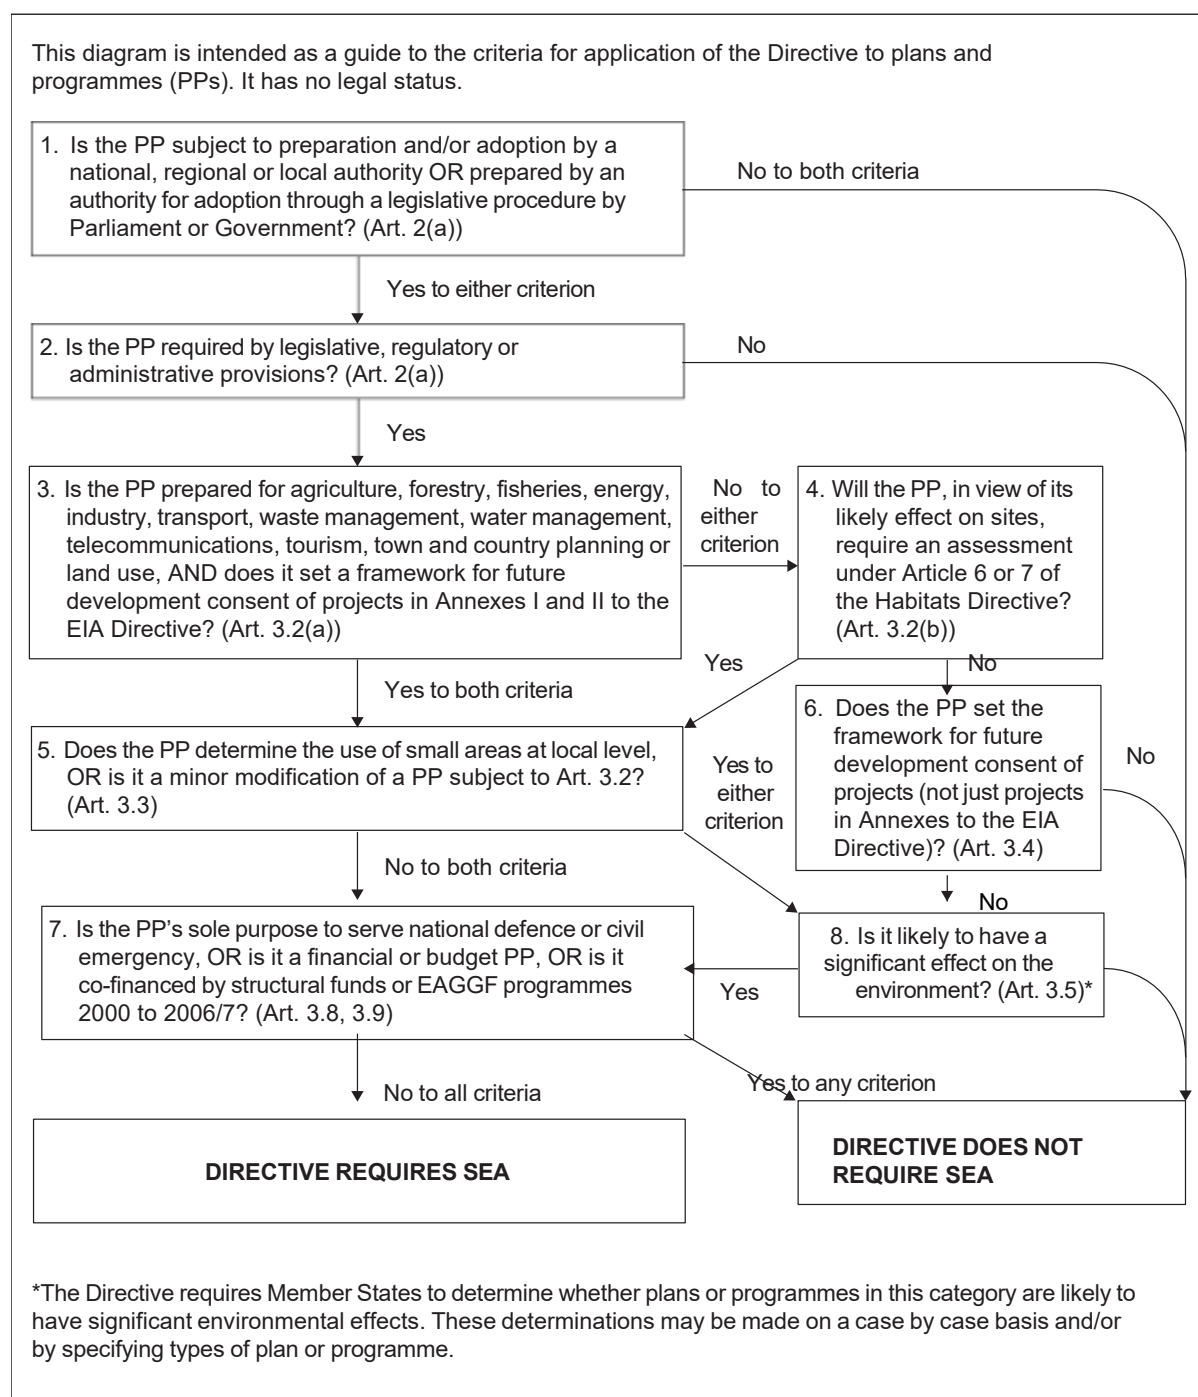 This diagram is intended as a guide to the criteria for application of the Directive to plans and
programmes (PPs). It has no legal status.
1. Is the PP subject to preparation and/or adoption by a
national, regional or local authority OR prepared by an
authority for adoption through a legislative procedure by
Parliament or Government? (Art. 2(a))
No to both criteria
Yes to either criterion
2. Is the PP required by legislative, regulatory or
administrative provisions? (Art. 2(a))
No
Yes
3. Is the PP prepared for agriculture, forestry, fisheries, energy,
industry, transport, waste management, water management,
telecommunications, tourism, town and country planning or
land use, AND does it set a framework for future
development consent of projects in Annexes I and II to the
EIA Directive? (Art. 3.2(a))
No to
either
criterion
4. Will the PP, in view of its
likely effect on sites,
require an assessment
under Article 6 or 7 of
the Habitats Directive?
(Art. 3.2(b))
Yes to both criteria
Yes
No
5. Does the PP determine the use of small areas at local level,
OR is it a minor modification of a PP subject to Art. 3.2?
(Art. 3.3)
Yes to
either
criterion
6. Does the PP set the
framework for future
development consent of
projects (not just projects
in Annexes to the EIA
Directive)? (Art. 3.4)
No
No to both criteria
No
7. Is the PP's sole purpose to serve national defence or civil
emergency, OR is it a financial or budget PP, OR is it
co-financed by structural funds or EAGGF programmes
2000 to 2006/7? (Art. 3.8, 3.9)
Yes
8. Is it likely to have a
significant effect on the
environment? (Art. 3.5)*
No to all criteria
Yes to any criterion
DIRECTIVE REQUIRES SEA
DIRECTIVE DOES NOT
REQUIRE SEA
*The Directive requires Member States to determine whether plans or programmes in this category are likely to
have significant environmental effects. These determinations may be made on a case by case basis and/or
by specifying types of plan or programme.